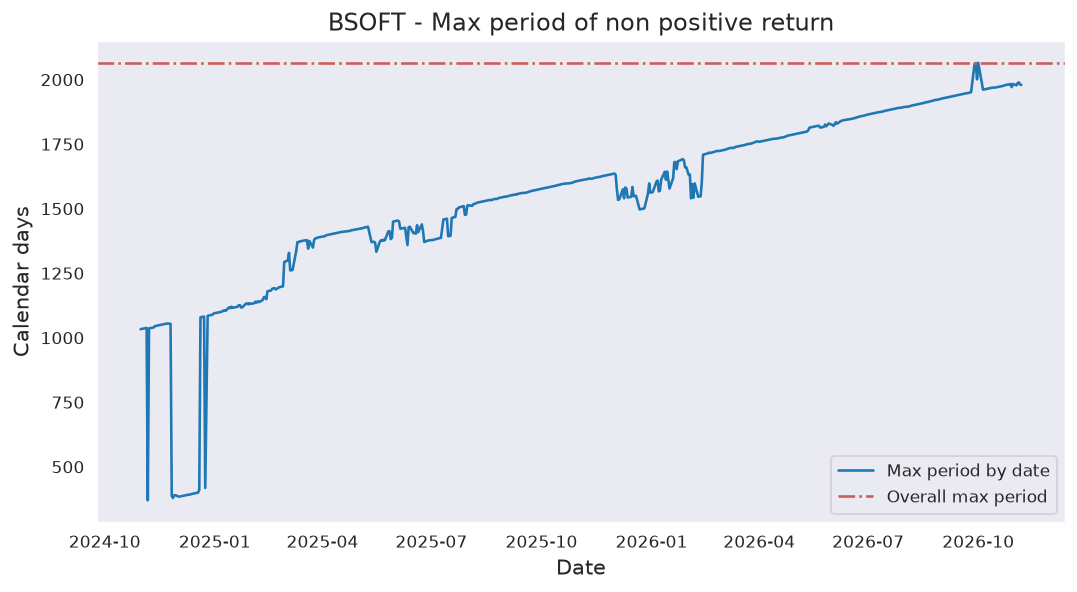 BSOFT - Max period of non positive return
Calendar days
2000
1750
1500
1250
1000
750
500
Max period by date
Overall max period
2024-10 2025-01 2025-04 2025-07 2025-10 2026-01 2026-04 2026-07 2026-10
Date